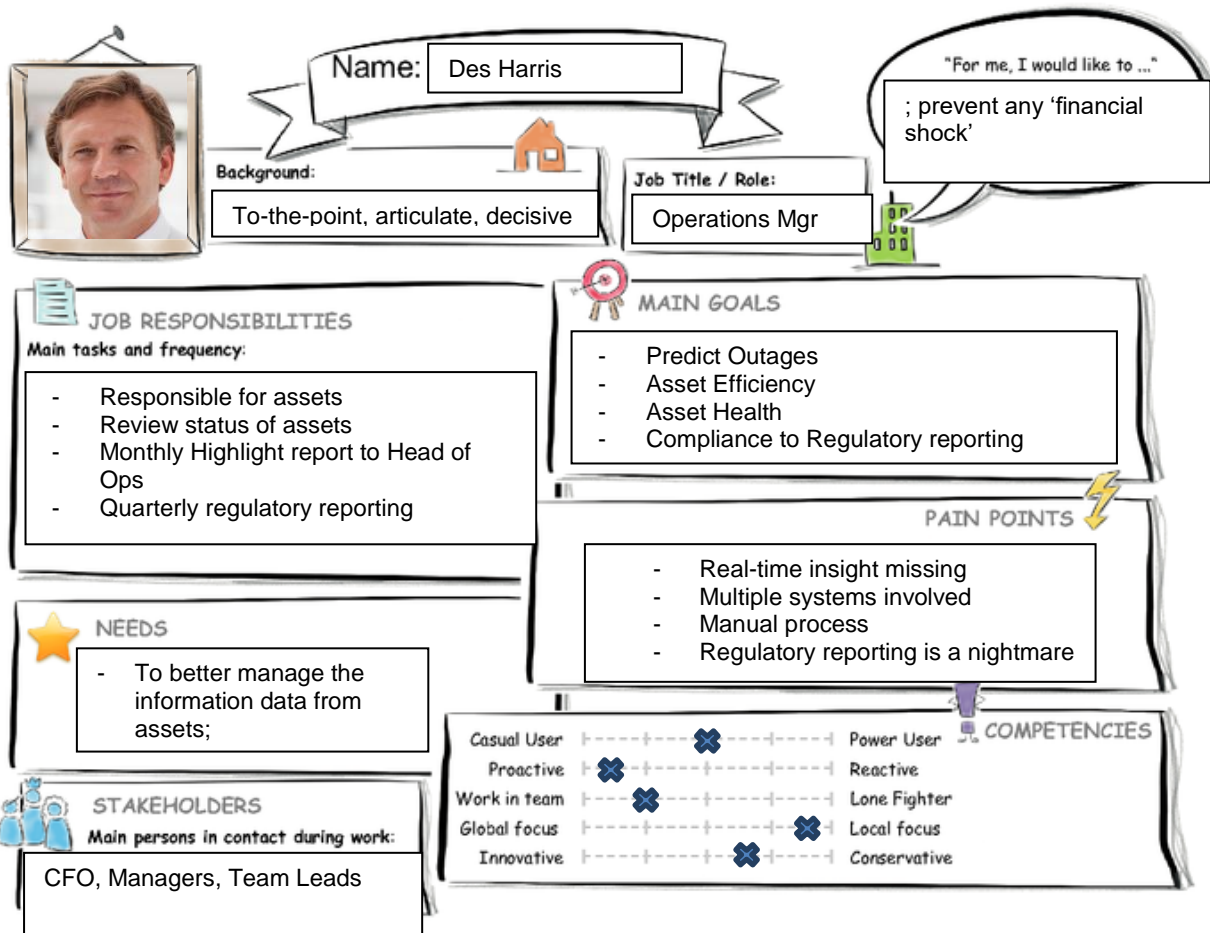 Name: Des Harris
"For me, I would like to ..."
; prevent any ‘financial
shock’
Background:
To-the-point, articulate, decisive
Job Title / Role:
Operations Mgr
JOB RESPONSIBILITIES
Main tasks and frequency:
- Responsible for assets
- Review status of assets
- Monthly Highlight report to Head of
Ops
- Quarterly regulatory reporting
MAIN GOALS
- Predict Outages
- Asset Efficiency
- Asset Health
- Compliance to Regulatory reporting
PAIN POINTS
- Real-time insight missing
- Multiple systems involved
- Manual process
- Regulatory reporting is a nightmare
NEEDS
- To better manage the
information data from
assets;
COMPETENCIES
Casual User Power User
Proactive Reactive
Work in team Lone Fighter
Global focus Local focus
Innovative Conservative
STAKEHOLDERS
Main persons in contact during work:
CFO, Managers, Team Leads